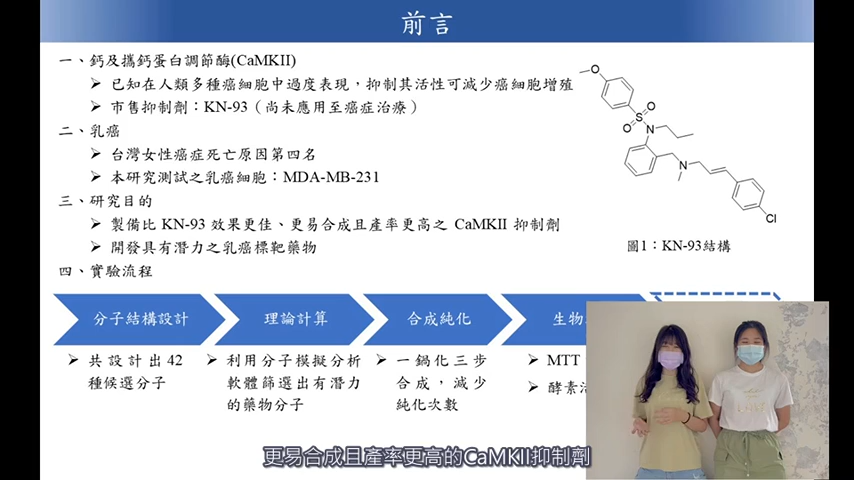 前言
一、鈣及攜鈣蛋白調節酶(CaMKII)
➢ 已知在人類多種癌細胞中過度表現，抑制其活性可減少癌細胞增殖
➢ 市售抑制劑：KN-93（尚未應用至癌症治療）
二、乳癌
➢ 台灣女性癌症死亡原因第四名
➢ 本研究測試之乳癌細胞：MDA-MB-231
三、研究目的
➢ 製備比 KN-93 效果更佳、更易合成且產率更高之 CaMKII 抑制劑
➢ 開發具有潛力之乳癌標靶藥物
四、實驗流程
O
O
S
O
N
N
Cl
圖1：KN-93結構
分子結構設計
理論計算
合成純化
生物
➢ 共設計出42
種候選分子
➢ 利用分子模擬分析
軟體篩選出有潛力
的藥物分子
➢ 一鍋化三步
合成，減少
純化次數
➢ MTT
➢ 酵素
更易合成且產率更高的CaMKII抑制劑